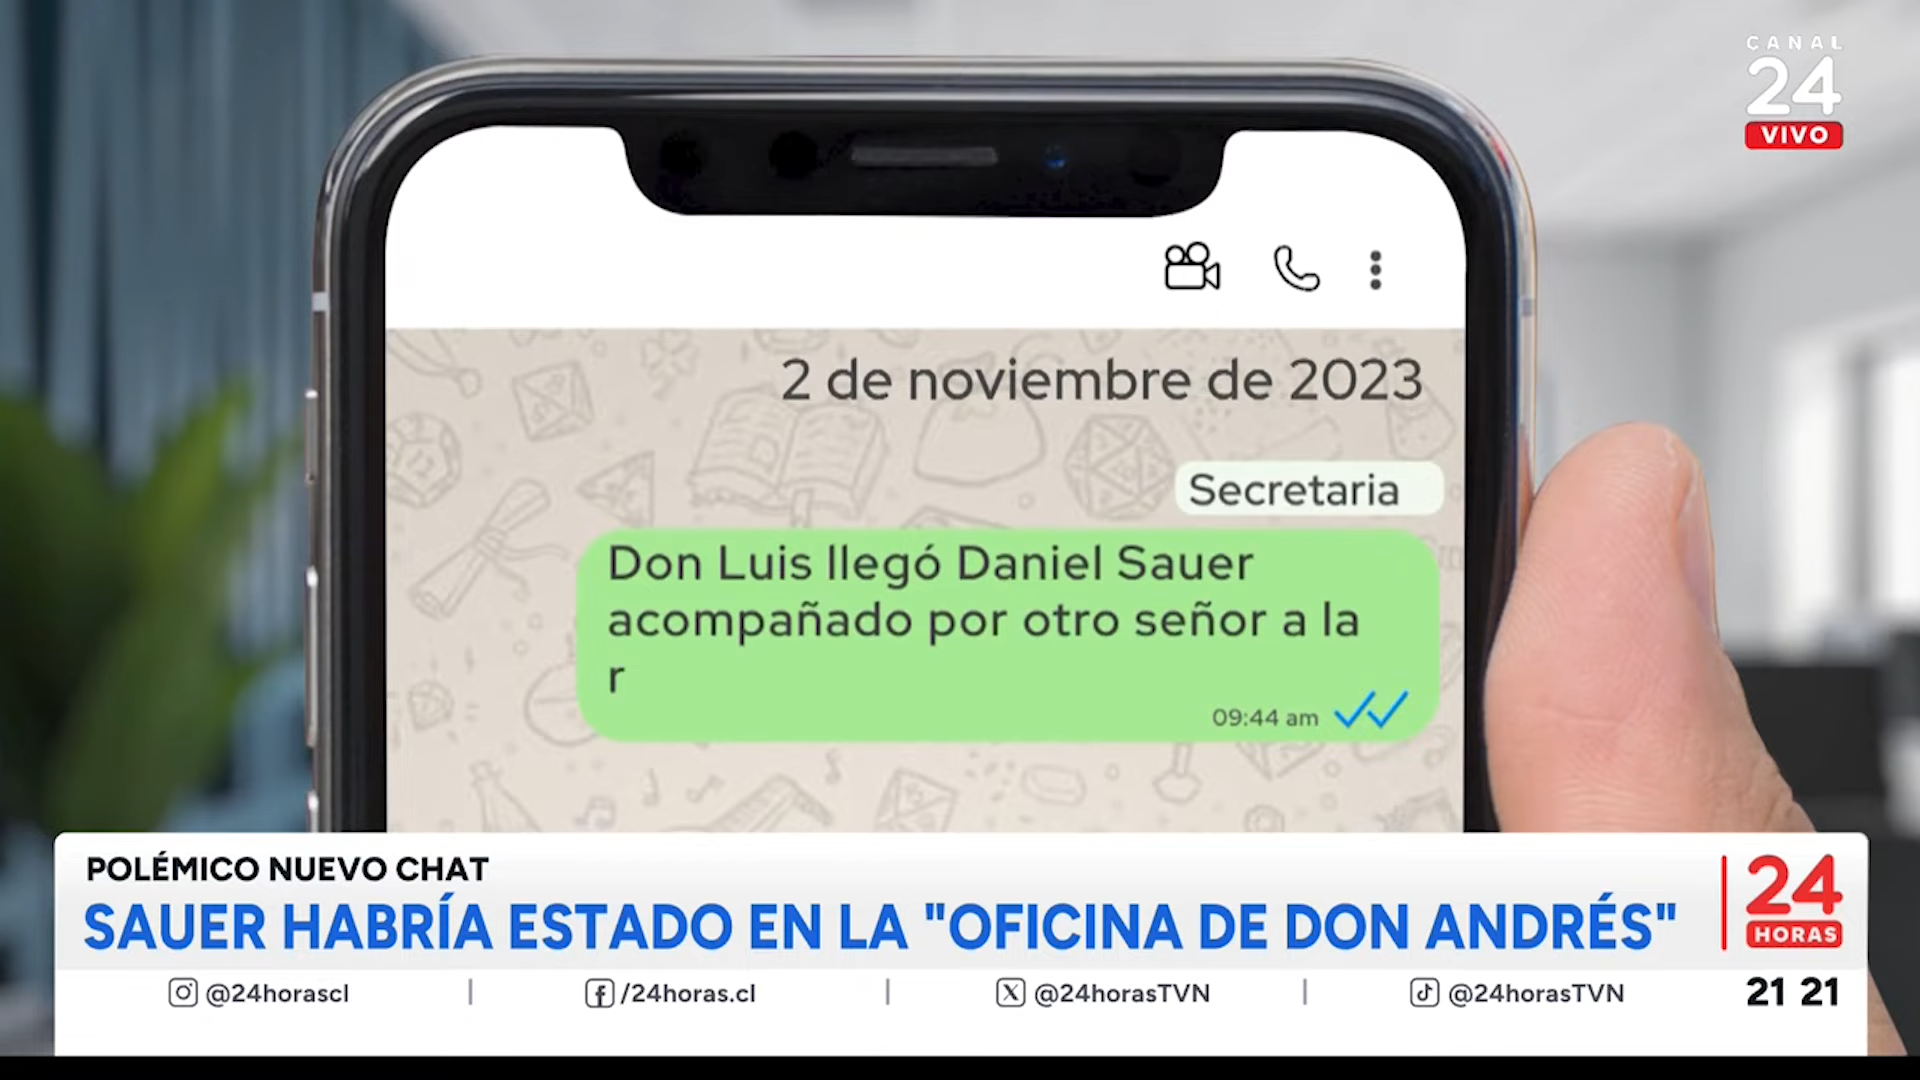 CANAL
24
VIVO
2 de noviembre de 2023
Secretaria
Don Luis llegó Daniel Sauer
acompañado por otro señor a la
r
09:44 am
POLÉMICO NUEVO CHAT
SAUER HABRÍA ESTADO EN LA "OFICINA DE DON ANDRÉS"
24
HORAS
@24horascl | /24horas.cl | @24horasTVN | @24horasTVN
21 21